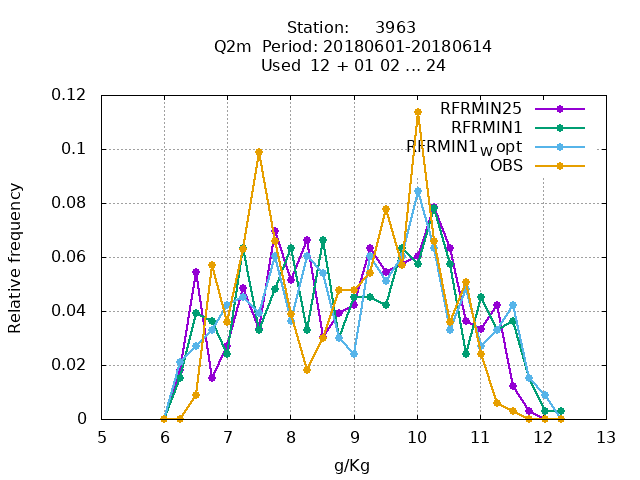 Station: 3963
Q2m Period: 20180601-20180614
Used 12 + 01 02 ... 24
RFRMIN25
RFRMIN1
RFRMIN1W opt
OBS
0.12
0.1
0.08
0.06
0.04
0.02
0
Relative frequency
5 6 7 8 9 10 11 12 13
g/Kg